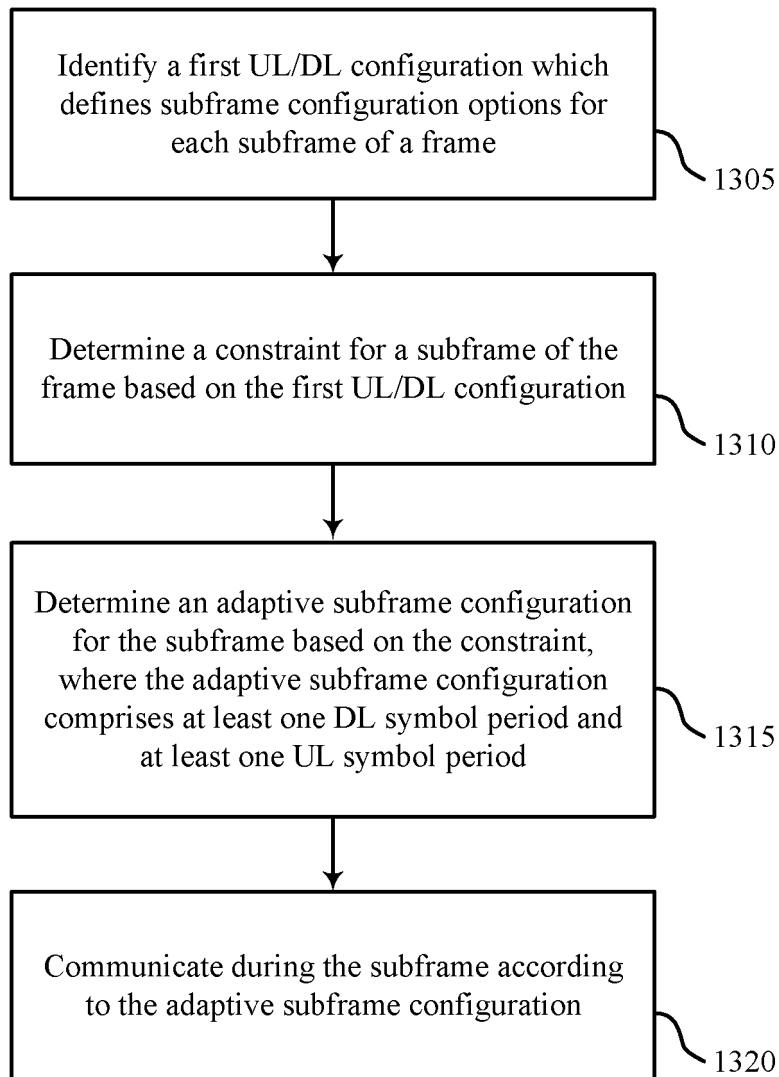 Identify a first UL/DL configuration which
defines subframe configuration options for
each subframe of a frame
1305
Determine a constraint for a subframe of the
frame based on the first UL/DL configuration
1310
Determine an adaptive subframe configuration
for the subframe based on the constraint,
where the adaptive subframe configuration
comprises at least one DL symbol period and
at least one UL symbol period
1315
Communicate during the subframe according
to the adaptive subframe configuration
1320